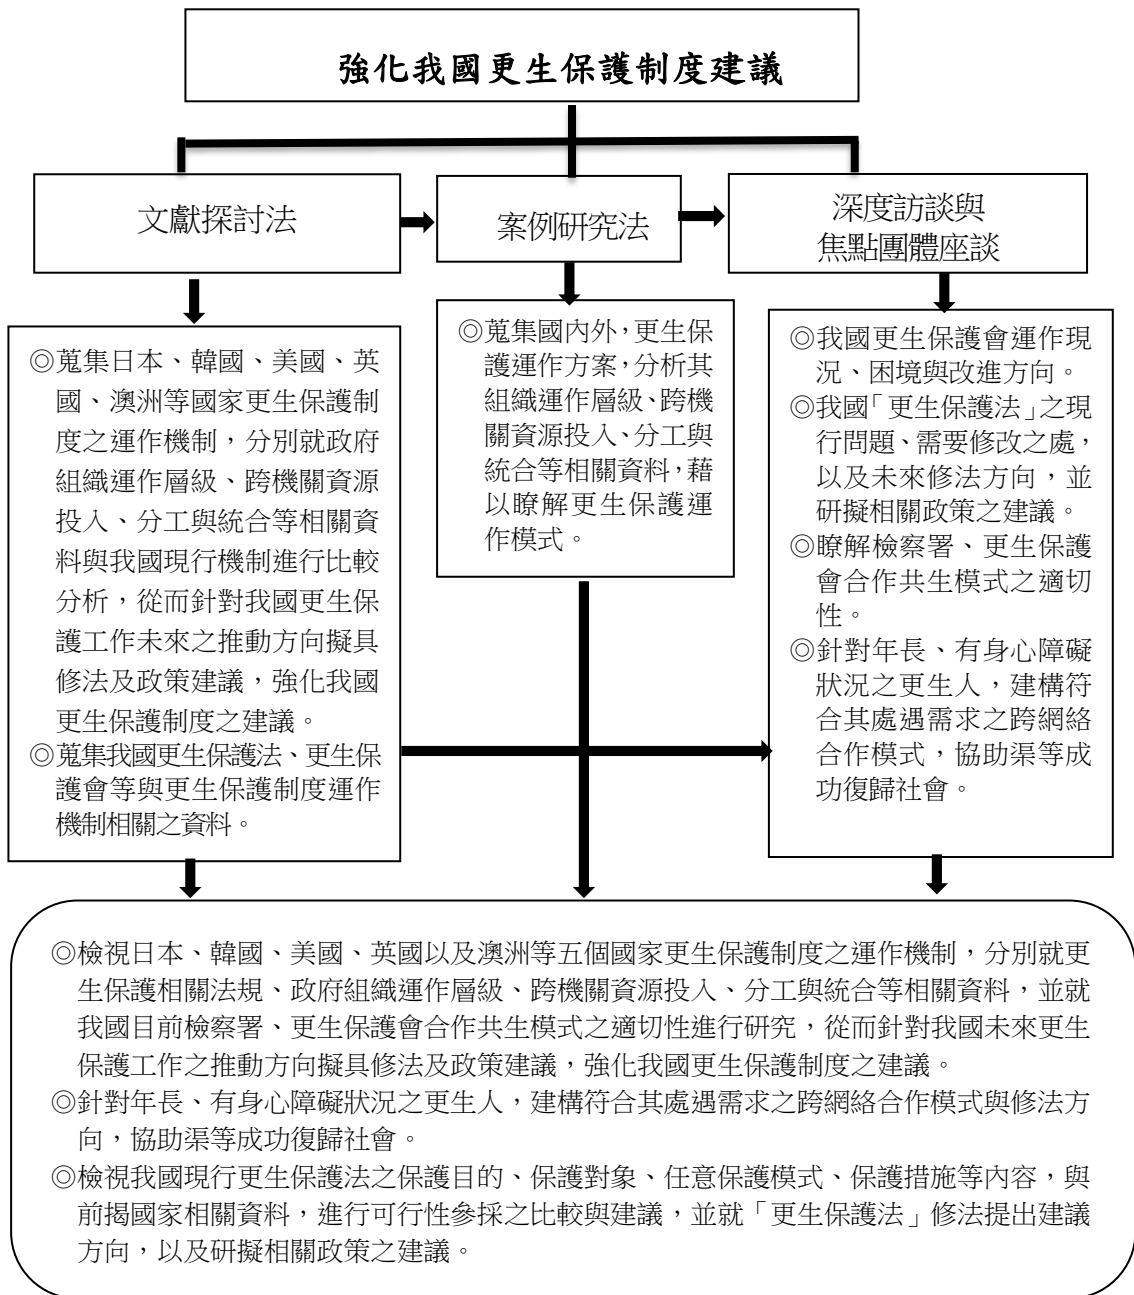 強化我國更生保護制度建議
文獻探討法
案例研究法
深度訪談與
焦點團體座談
◎蒐集日本、韓國、美國、英
國、澳洲等國家更生保護制
度之運作機制，分別就政府
組織運作層級、跨機關資源
投入、分工與統合等相關資
料與我國現行機制進行比較
分析，從而針對我國更生保
護工作未來之推動方向擬具
修法及政策建議，強化我國
更生保護制度之建議。
◎蒐集我國更生保護法、更生保
護會等與更生保護制度運作
機制相關之資料。
◎蒐集國內外，更生保
護運作方案，分析其
組織運作層級、跨機
關資源投入、分工與
統合等相關資料，藉
以瞭解更生保護運
作模式。
◎我國更生保護會運作現
況、困境與改進方向。
◎我國「更生保護法」之現
行問題、需要修改之處，
以及未來修法方向，並
研擬相關政策之建議。
◎瞭解檢察署、更生保護
會合作共生模式之適切
性。
◎針對年長、有身心障礙
狀況之更生人，建構符
合其處遇需求之跨網絡
合作模式，協助渠等成
功復歸社會。
◎檢視日本、韓國、美國、英國以及澳洲等五個國家更生保護制度之運作機制，分別就更
生保護相關法規、政府組織運作層級、跨機關資源投入、分工與統合等相關資料，並就
我國目前檢察署、更生保護會合作共生模式之適切性進行研究，從而針對我國未來更生
保護工作之推動方向擬具修法及政策建議，強化我國更生保護制度之建議。
◎針對年長、有身心障礙狀況之更生人，建構符合其處遇需求之跨網絡合作模式與修法方
向，協助渠等成功復歸社會。
◎檢視我國現行更生保護法之保護目的、保護對象、任意保護模式、保護措施等內容，與
前揭國家相關資料，進行可行性參採之比較與建議，並就「更生保護法」修法提出建議
方向，以及研擬相關政策之建議。